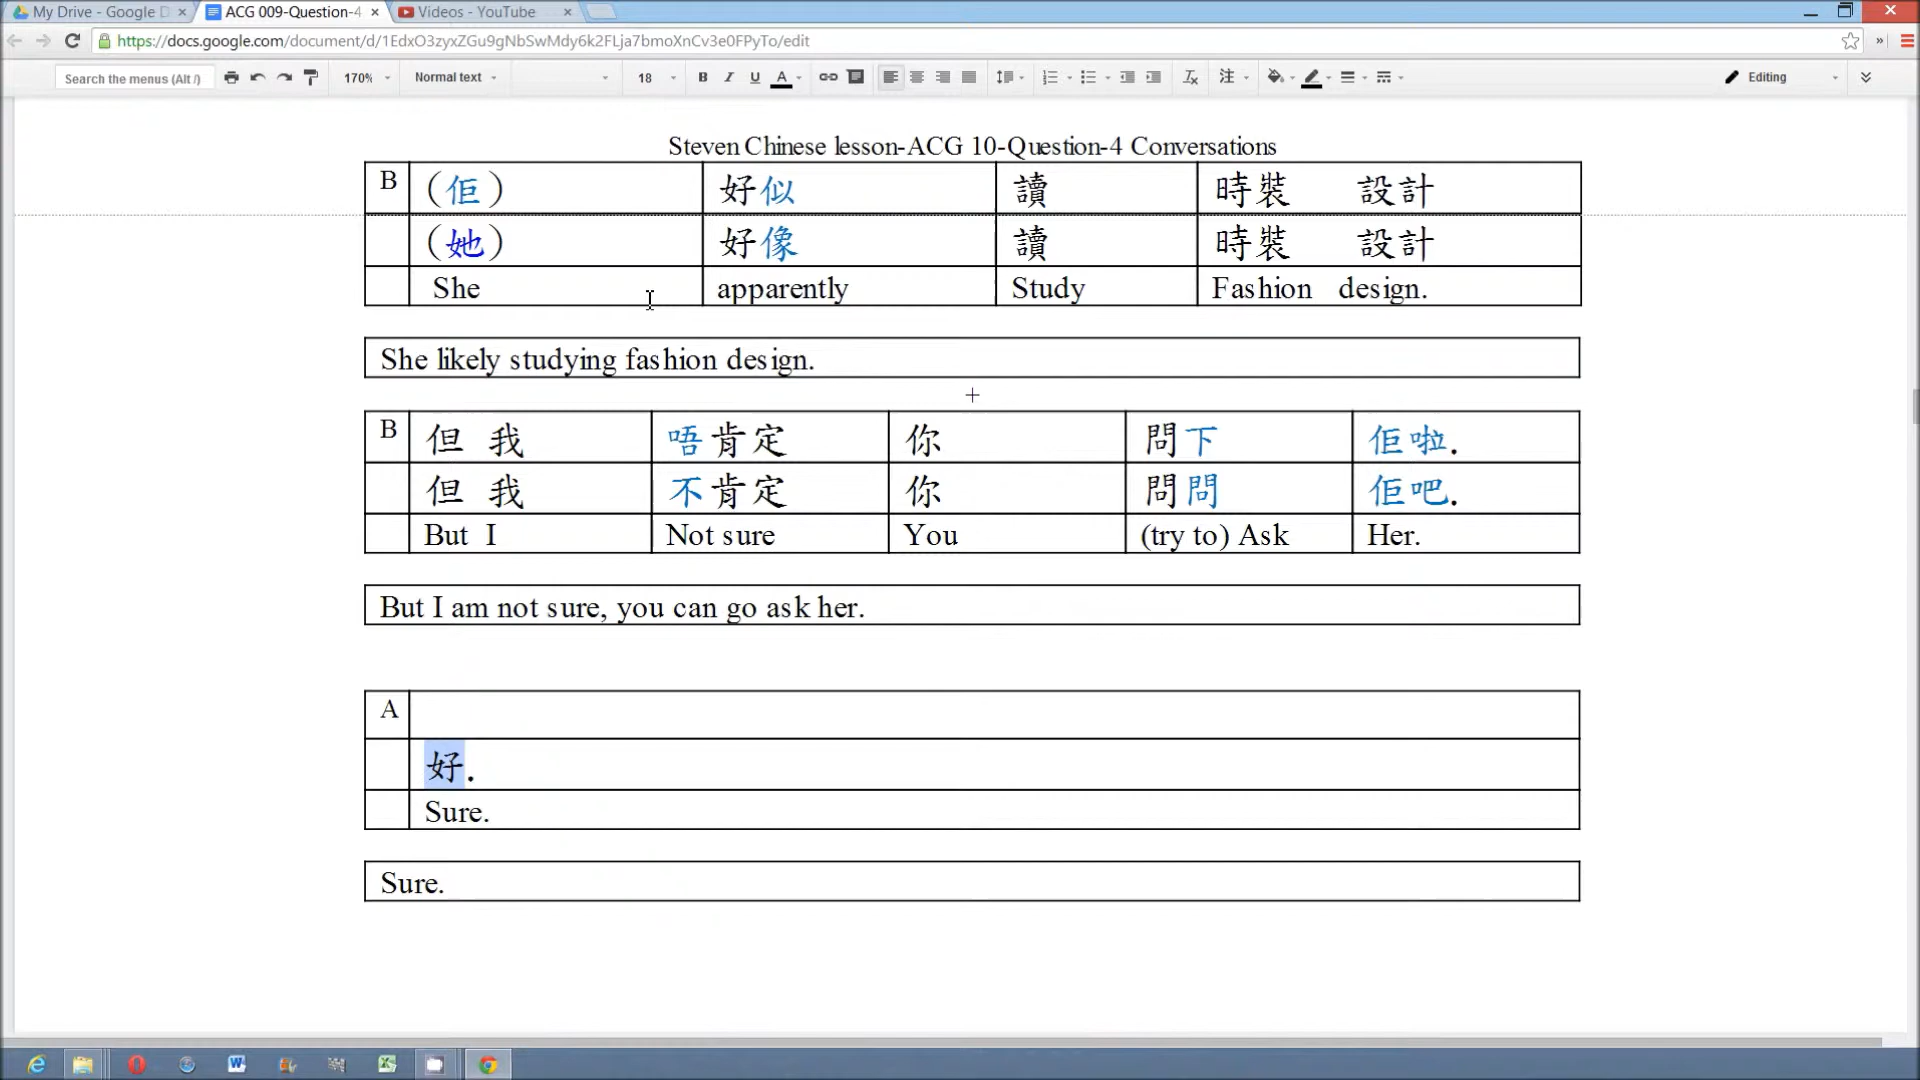 My Drive - Google D
ACG 009-Question-4
Videos - YouTube
https://docs.google.com/document/d/1EdxO3zyxZGu9gNbSwMdy6k2FLja7bmoXnCv3e0FPyTo/edit
Search the menus (Alt /) 170% Normal text 18 B I U A 注 Editing
Steven Chinese lesson-ACG 10-Question-4 Conversations
B （佢） 好似 讀 時裝 設計
（她） 好像 讀 時裝 設計
She apparently Study Fashion design.
She likely studying fashion design.
B 但 我 唔肯定 你 問下 佢啦.
但 我 不肯定 你 問問 佢吧.
But I Not sure You (try to) Ask Her.
But I am not sure, you can go ask her.
A
好.
Sure.
Sure.